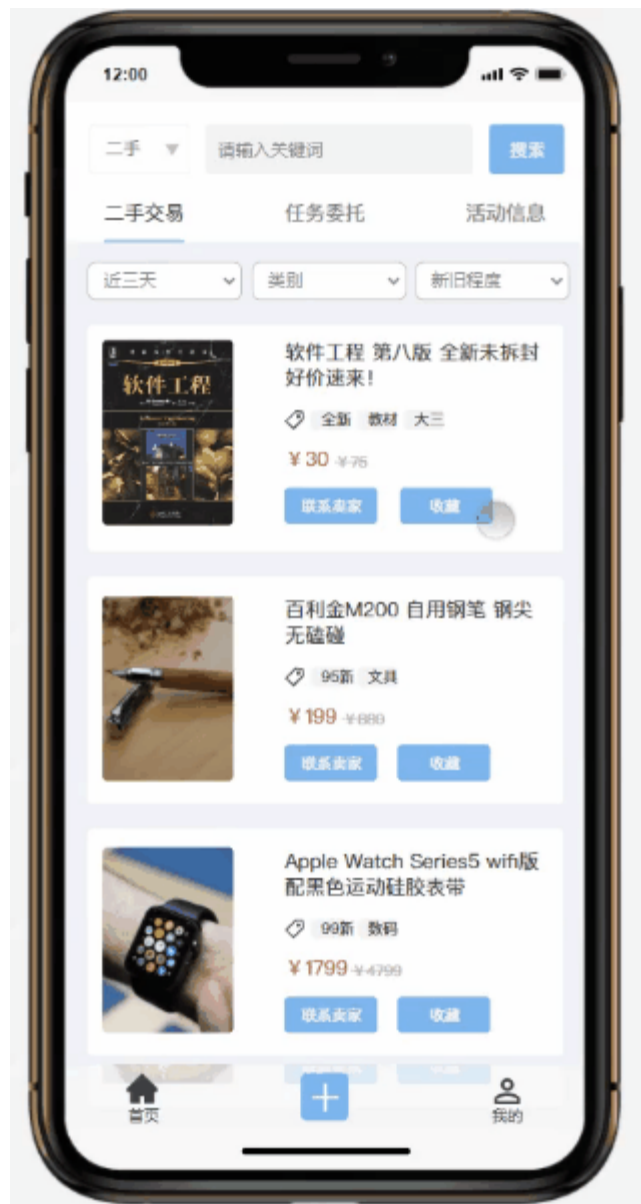 12:00
二手 ▼ 请输入关键词 搜索
二手交易 任务委托 活动信息
近三天 类别 新旧程度
软件工程
软件工程 第八版 全新未拆封
好价速来!
全新 教材 大三
¥30 ¥75
联系卖家 收藏
百利金M200 自用钢笔 钢尖
无磕碰
95新 文具
¥199 ¥880
联系卖家 收藏
Apple Watch Series5 wifi版
配黑色运动硅胶表带
99新 数码
¥1799 ¥4799
联系卖家 收藏
首页 我的